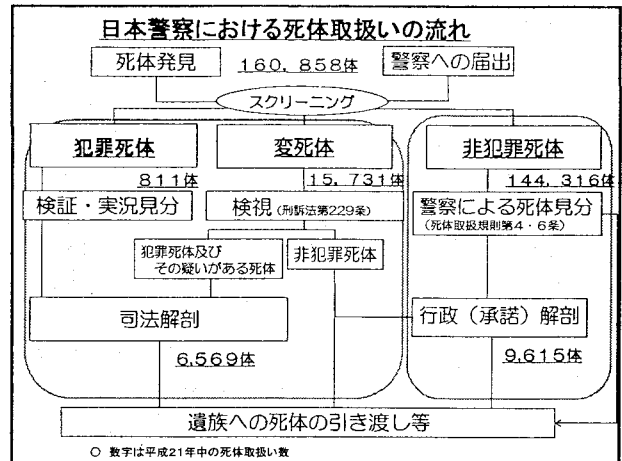 日本警察における死体取扱いの流れ
死体発見
160,858体
警察への届出
スクリーニング
犯罪死体
変死体
非犯罪死体
811体
15,731体
144,316体
検証・実況見分
検視 (刑訴法第229条)
警察による死体見分
(死体取扱規則第4・6条)
犯罪死体及び
その疑いがある死体
非犯罪死体
司法解剖
行政（承諾）解剖
6,569体
9,615体
遺族への死体の引き渡し等
○ 数字は平成21年中の死体取扱い数